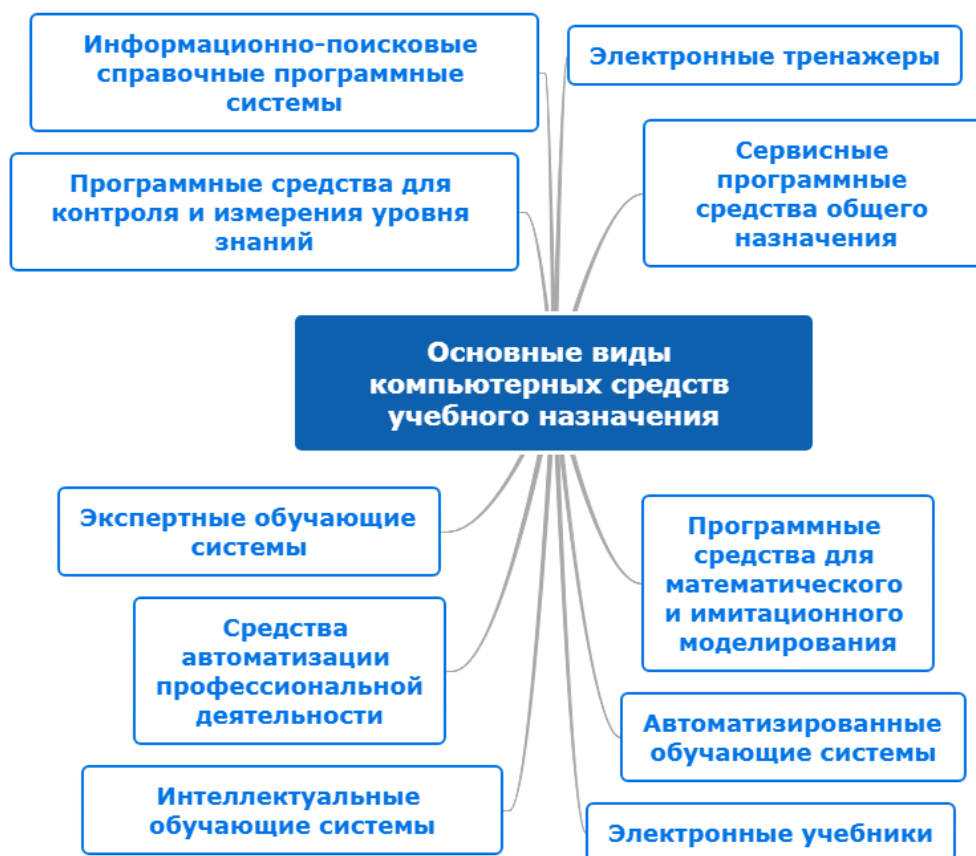 Информационно-поисковые
справочные программные
системы
Электронные тренажеры
Программные средства для
контроля и измерения уровня
знаний
Сервисные
программные
средства общего
назначения
Основные виды
компьютерных средств
учебного назначения
Экспертные обучающие
системы
Программные
средства для
математического
и имитационного
моделирования
Средства
автоматизации
профессиональной
деятельности
Автоматизированные
обучающие системы
Интеллектуальные
обучающие системы
Электронные учебники